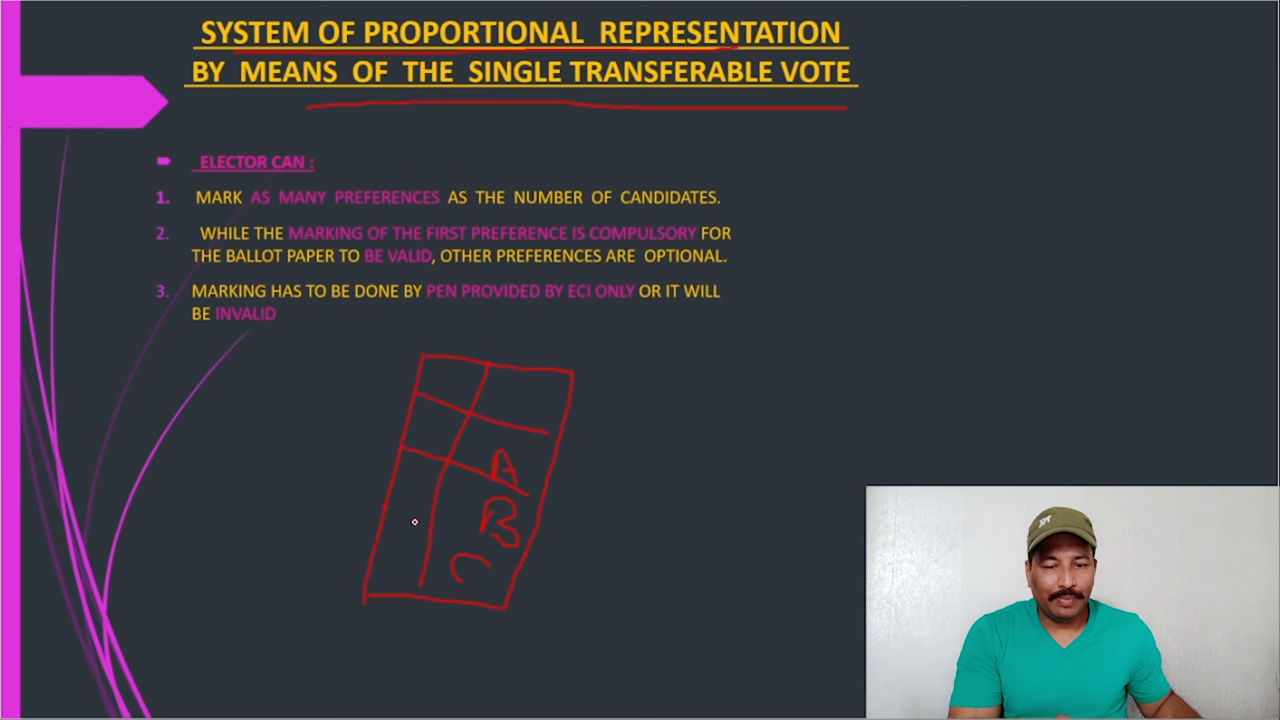 SYSTEM OF PROPORTIONAL REPRESENTATION
BY MEANS OF THE SINGLE TRANSFERABLE VOTE
ELECTOR CAN :
1. MARK AS MANY PREFERENCES AS THE NUMBER OF CANDIDATES.
2. WHILE THE MARKING OF THE FIRST PREFERENCE IS COMPULSORY FOR
THE BALLOT PAPER TO BE VALID, OTHER PREFERENCES ARE OPTIONAL.
3. MARKING HAS TO BE DONE BY PEN PROVIDED BY ECI ONLY OR IT WILL
BE INVALID
A
B
C